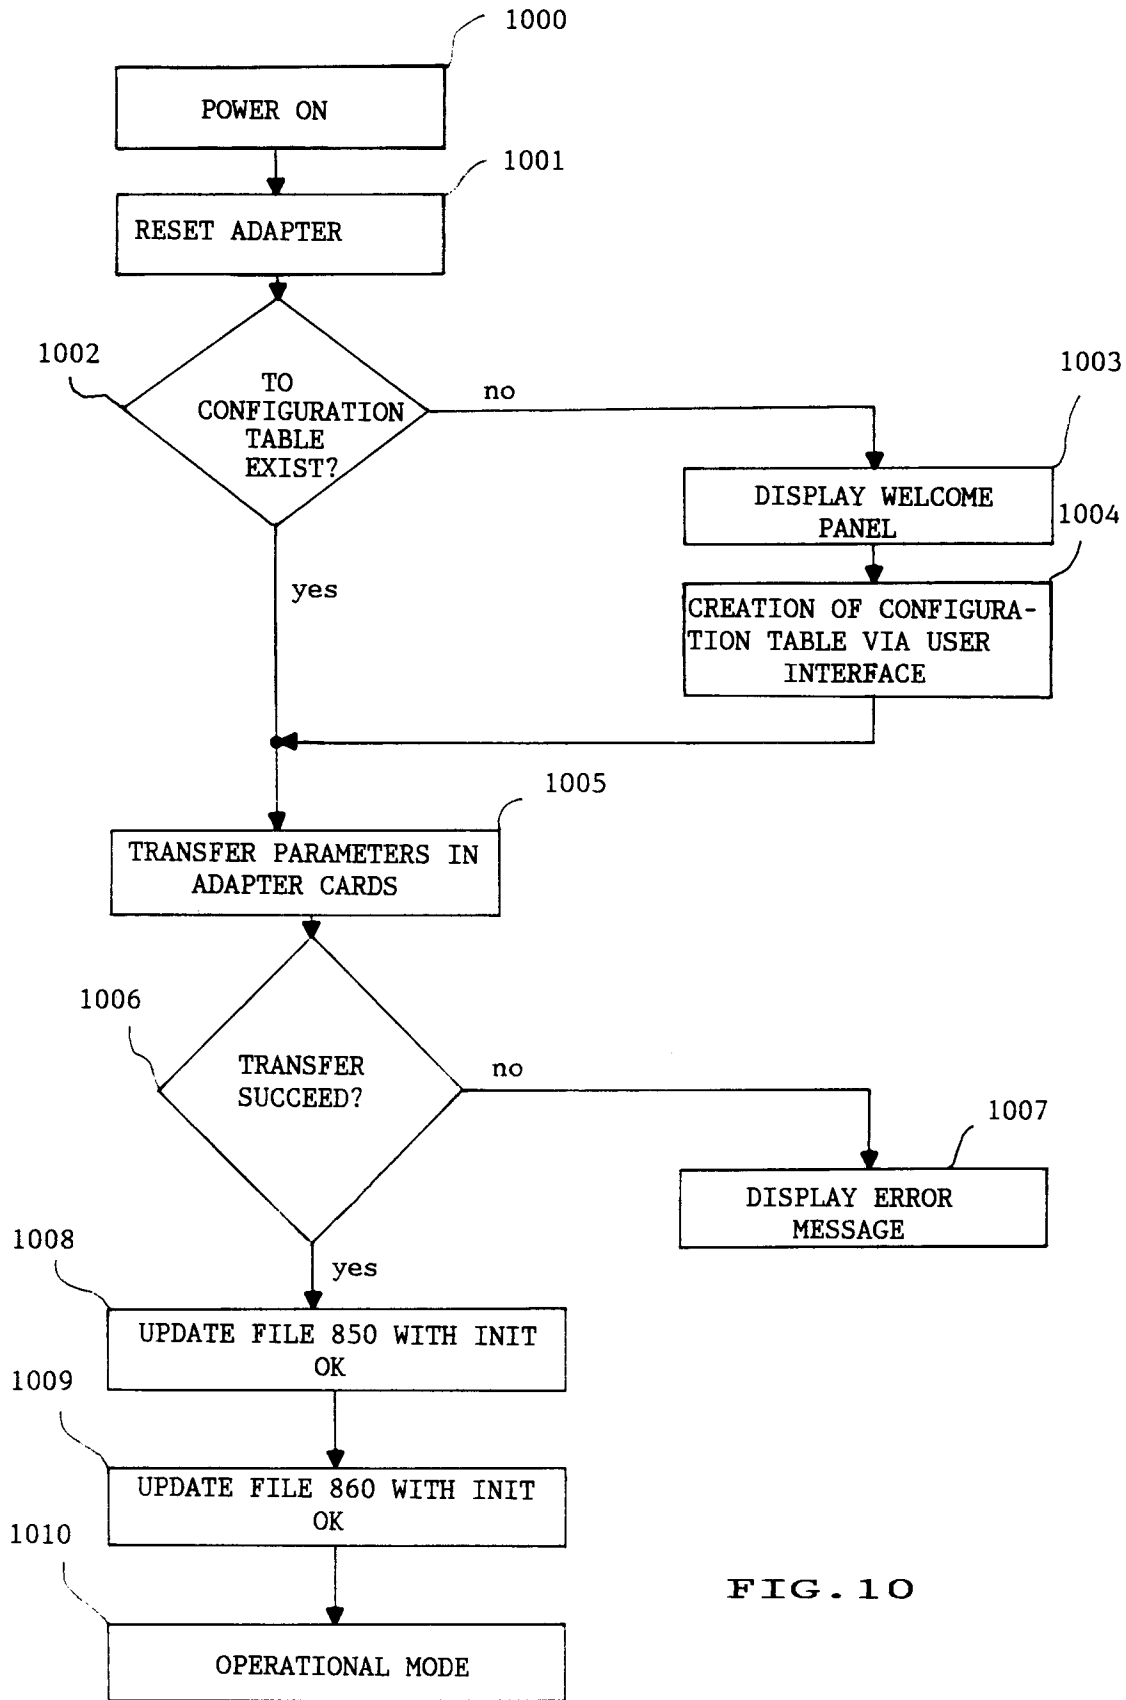 1000
POWER ON
1001
RESET ADAPTER
1002
TO
CONFIGURATION
TABLE
EXIST?
no
1003
DISPLAY WELCOME
PANEL
1004
CREATION OF CONFIGURA-
TION TABLE VIA USER
INTERFACE
yes
1005
TRANSFER PARAMETERS IN
ADAPTER CARDS
1006
TRANSFER
SUCCEED?
no
1007
DISPLAY ERROR
MESSAGE
yes
1008
UPDATE FILE 850 WITH INIT
OK
1009
UPDATE FILE 860 WITH INIT
OK
1010
OPERATIONAL MODE
FIG.10